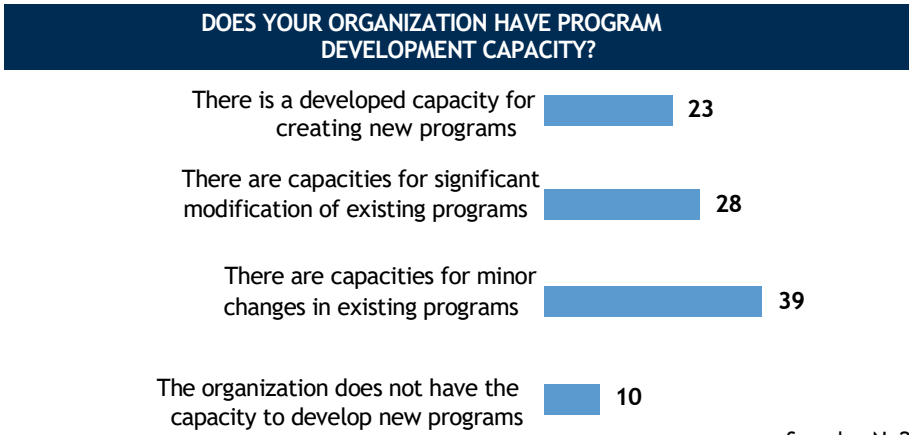 DOES YOUR ORGANIZATION HAVE PROGRAM
DEVELOPMENT CAPACITY?
There is a developed capacity for
creating new programs
23
There are capacities for significant
modification of existing programs
28
There are capacities for minor
changes in existing programs
39
The organization does not have the
capacity to develop new programs
10